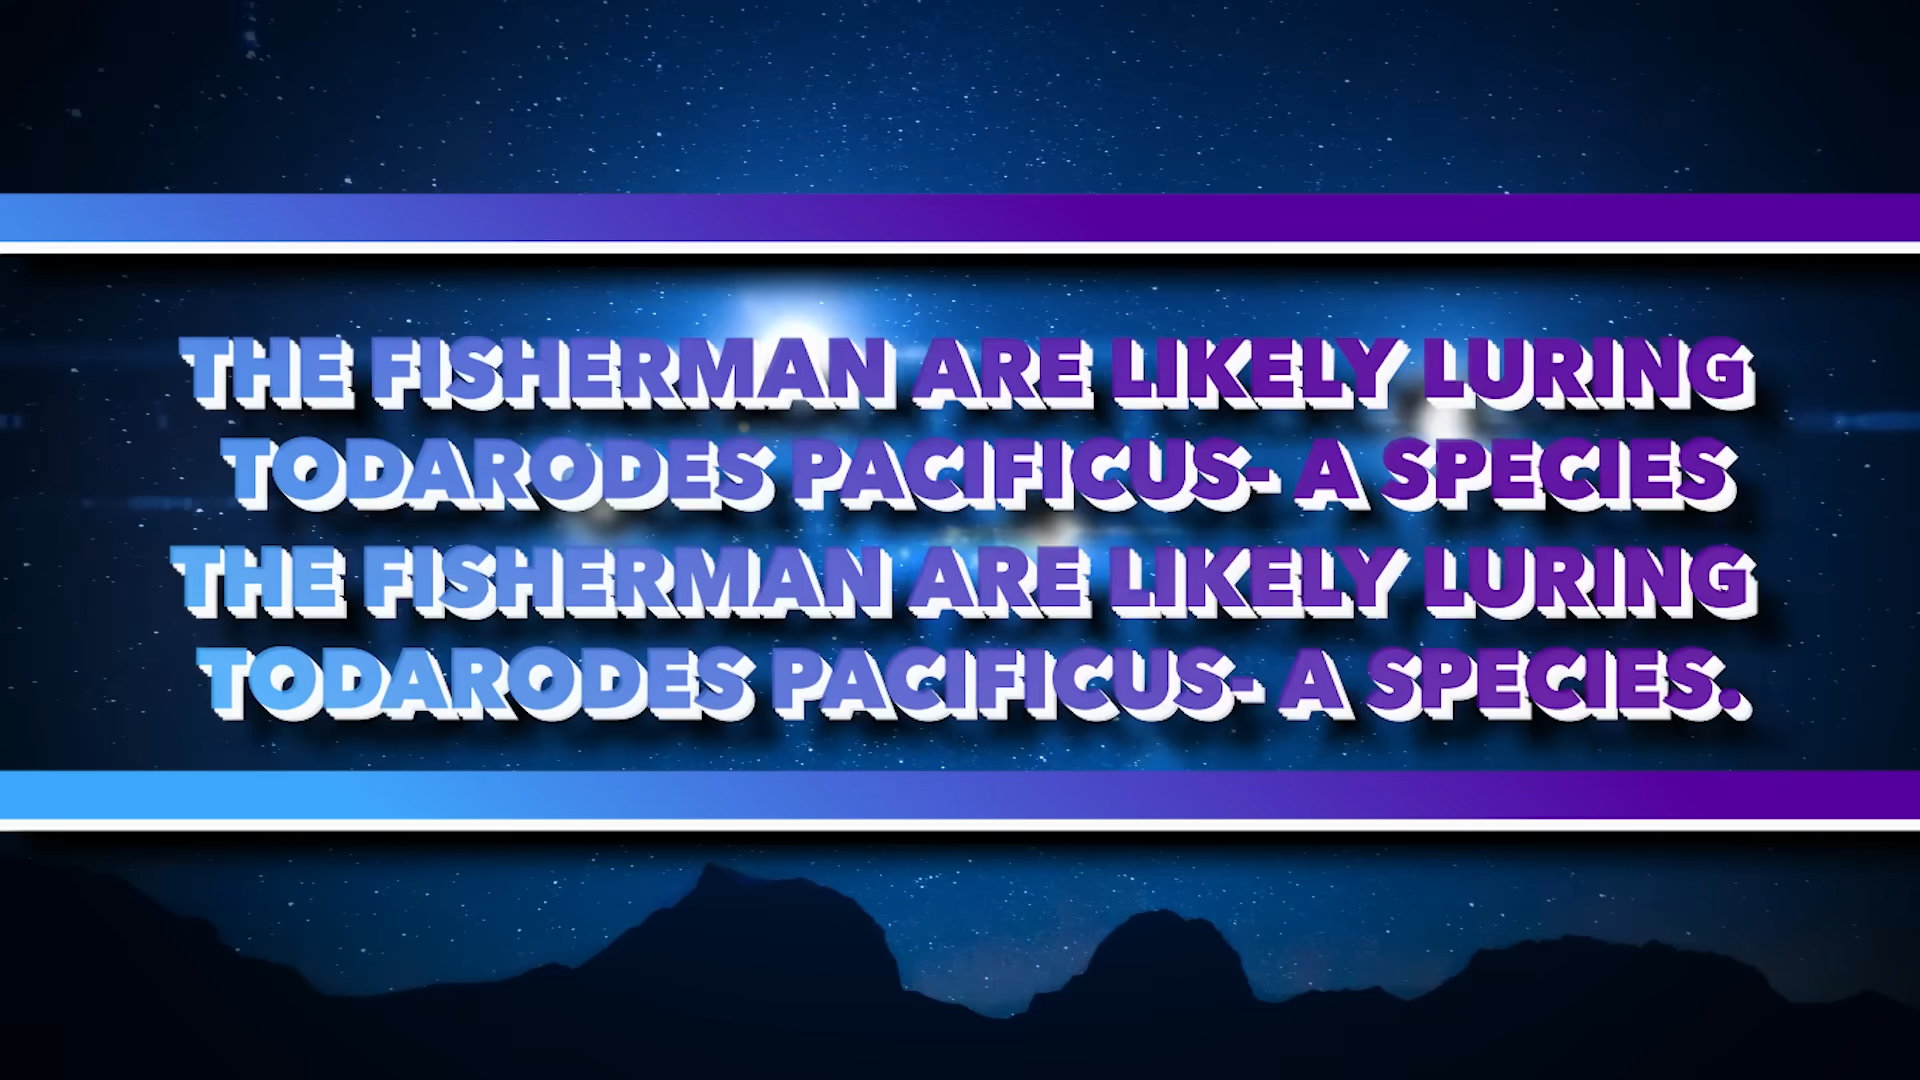 THE FISHERMAN ARE LIKELY LURING
TODARODES PACIFICUS- A SPECIES
THE FISHERMAN ARE LIKELY LURING
TODARODES PACIFICUS- A SPECIES.